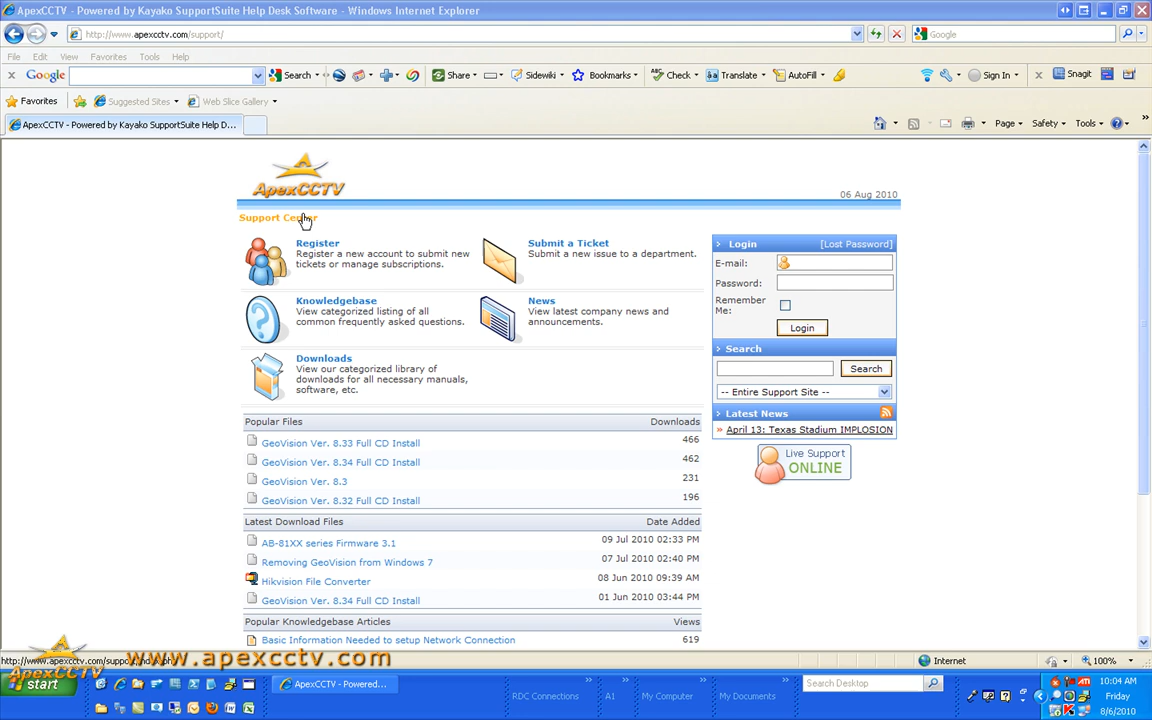 ApexCCTV - Powered by Kayako SupportSuite Help Desk Software - Windows Internet Explorer
http://www.apexcctv.com/support/
Google
File Edit View Favorites Tools Help
Google Search Share Sidewiki Bookmarks Check Translate AutoFill Sign In Snagit
Favorites Suggested Sites Web Slice Gallery
ApexCCTV - Powered by Kayako SupportSuite Help D... Page Safety Tools
ApexCCTV
06 Aug 2010
Support Center
Register
Register a new account to submit new
tickets or manage subscriptions.
Submit a Ticket
Submit a new issue to a department.
Knowledgebase
View categorized listing of all
common frequently asked questions.
News
View latest company news and
announcements.
Downloads
View our categorized library of
downloads for all necessary manuals,
software, etc.
Login [Lost Password]
E-mail:
Password:
Remember
Me:
Login
Search
Search
-- Entire Support Site --
Latest News
» April 13: Texas Stadium IMPLOSION
Live Support
ONLINE
Popular Files Downloads
GeoVision Ver. 8.33 Full CD Install 466
GeoVision Ver. 8.34 Full CD Install 462
GeoVision Ver. 8.3 231
GeoVision Ver. 8.32 Full CD Install 196
Latest Download Files Date Added
AB-81XX series Firmware 3.1 09 Jul 2010 02:33 PM
Removing GeoVision from Windows 7 07 Jul 2010 02:40 PM
Hikvision File Converter 08 Jun 2010 09:39 AM
GeoVision Ver. 8.34 Full CD Install 01 Jun 2010 03:44 PM
Popular Knowledgebase Articles Views
Basic Information Needed to setup Network Connection 619
http://www.apexcctv.com/support
www.apexcctv.com
Internet 100%
ApexCCTV
start ApexCCTV - Powered... RDC Connections A1 My Computer My Documents Search Desktop
10:04 AM
Friday
8/6/2010